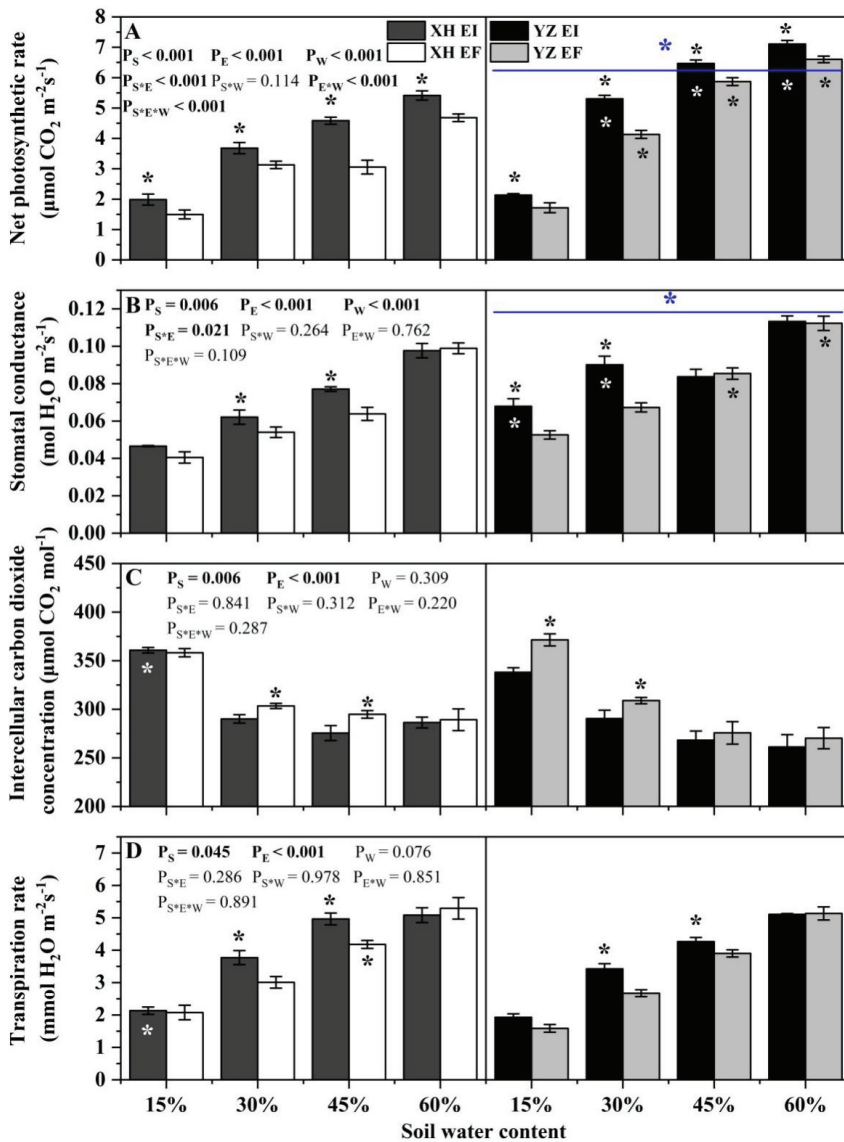 A
XH EI
XH EF
YZ EI
YZ EF
P_S < 0.001 P_E < 0.001 P_W < 0.001
P_S*E < 0.001 P_S*W = 0.114 P_E*W < 0.001
P_S*E*W < 0.001
Net photosynthetic rate
(μmol CO₂ m⁻²s⁻¹)
8
7
6
5
4
3
2
1
0
B
P_S = 0.006 P_E < 0.001 P_W < 0.001
P_S*E = 0.021 P_S*W = 0.264 P_E*W = 0.762
P_S*E*W = 0.109
Stomatal conductance
(mol H₂O m⁻²s⁻¹)
0.12
0.10
0.08
0.06
0.04
0.02
0.00
C
P_S = 0.006 P_E < 0.001 P_W = 0.309
P_S*E = 0.841 P_S*W = 0.312 P_E*W = 0.220
P_S*E*W = 0.287
Intercellular carbon dioxide
concentration (μmol CO₂ mol⁻¹)
450
400
350
300
250
200
D
P_S = 0.045 P_E < 0.001 P_W = 0.076
P_S*E = 0.286 P_S*W = 0.978 P_E*W = 0.851
P_S*E*W = 0.891
Transpiration rate
(mmol H₂O m⁻²s⁻¹)
7
6
5
4
3
2
1
0
15% 30% 45% 60% 15% 30% 45% 60%
Soil water content